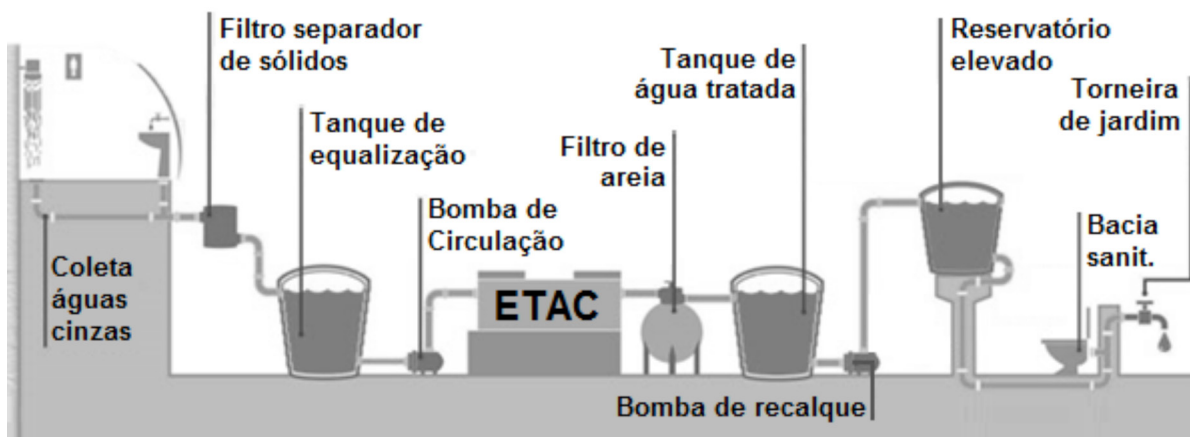 Filtro separador
de sólidos
Tanque de
equalização
Bomba de
Circulação
Coleta
águas
cinzas
ETAC
Filtro de
areia
Tanque de
água tratada
Bomba de recalque
Reservatório
elevado
Bacia
sanit.
Torneira
de jardim